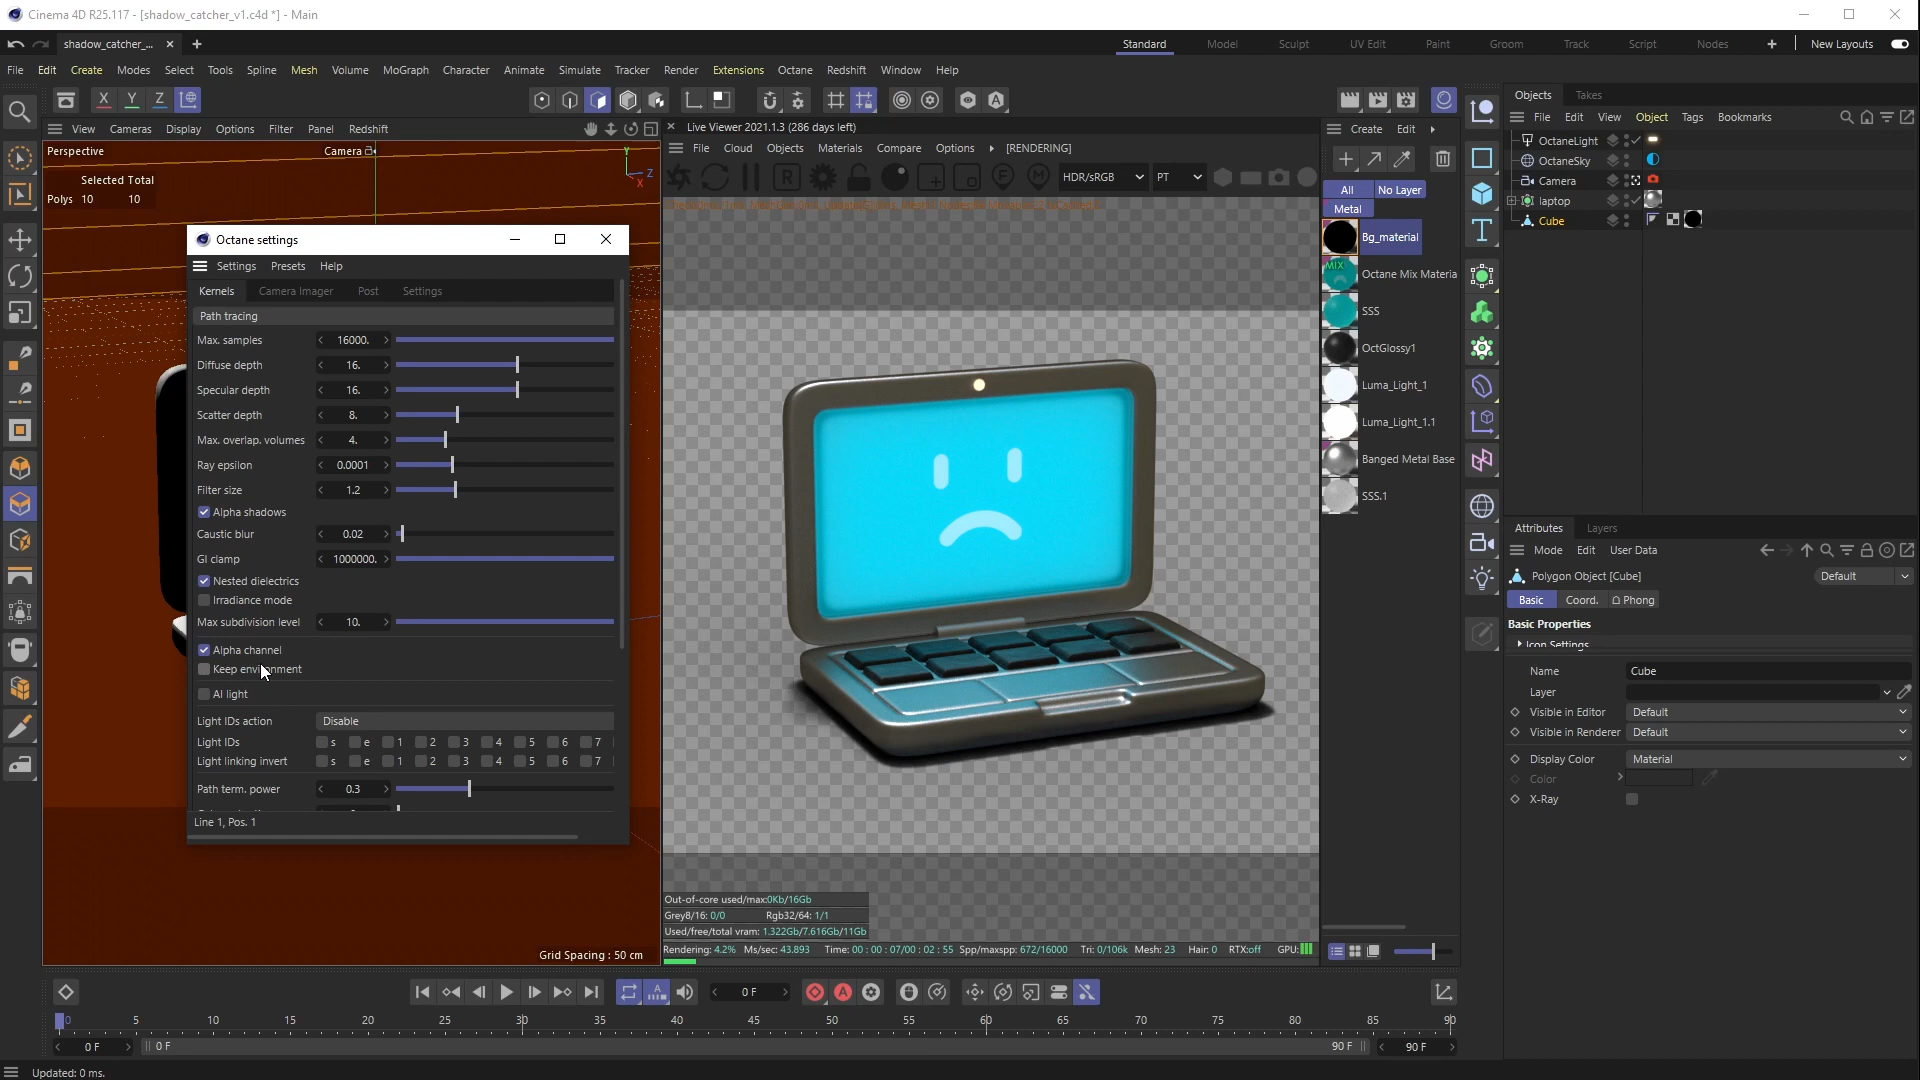 Cinema 4D R25.117 - [shadow_catcher_v1.c4d *] - Main
shadow_catcher_...
Standard Model Sculpt UV Edit Paint Groom Track Script Nodes New Layouts
File Edit Create Modes Select Tools Spline Mesh Volume MoGraph Character Animate Simulate Tracker Render Extensions Octane Redshift Window Help
X Y Z
View Cameras Display Options Filter Panel Redshift
Perspective
Camera
Selected Total
Polys 10 10
Y
Z
X
Octane settings
Settings Presets Help
Kernels Camera Imager Post Settings
Path tracing
Max. samples 16000.
Diffuse depth 16.
Specular depth 16.
Scatter depth 8.
Max. overlap. volumes 4.
Ray epsilon 0.0001
Filter size 1.2
Alpha shadows
Caustic blur 0.02
GI clamp 1000000.
Nested dielectrics
Irradiance mode
Max subdivision level 10.
Alpha channel
Keep environment
AI light
Light IDs action Disable
Light IDs s e 1 2 3 4 5 6 7
Light linking invert s e 1 2 3 4 5 6 7
Path term. power 0.3
Line 1, Pos. 1
Grid Spacing : 50 cm
Live Viewer 2021.1.3 (286 days left)
File Cloud Objects Materials Compare Options [RENDERING]
R
F
M
HDR/sRGB
PT
Out-of-core used/max:0Kb/16Gb
Grey8/16: 0/0 Rgb32/64: 1/1
Used/free/total vram: 1.322Gb/7.616Gb/11Gb
Rendering: 4.2% Ms/sec: 43.893 Time: 00 : 00 : 07/00 : 02 : 55 Spp/maxspp: 672/16000 Tri: 0/106k Mesh: 23 Hair: 0 RTX:off GPU:
Create Edit
All No Layer
Metal
Bg_material
MIX
Octane Mix Materia
SSS
OctGlossy1
Luma_Light_1
Luma_Light_1.1
Banged Metal Base
SSS.1
Objects Takes
File Edit View Object Tags Bookmarks
OctaneLight
OctaneSky
Camera
laptop
Cube
Attributes Layers
Mode Edit User Data
Polygon Object [Cube] Default
Basic Coord. Phong
Basic Properties
Icon Settings
Name Cube
Layer
Visible in Editor Default
Visible in Renderer Default
Display Color Material
Color
X-Ray
0 F
0 5 10 15 20 25 30 35 40 45 50 55 60 65 70 75 80 85 90
0 F 0 F 90 F 90 F
Updated: 0 ms.